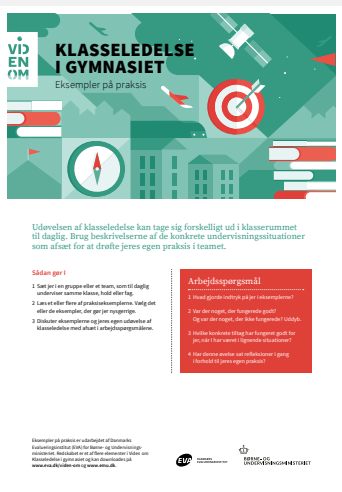 VID
EN
OM
KLASSELEDELSE
I GYMNASIET
Eksempler på praksis
Udøvelsen af klasseledelse kan tage sig forskelligt ud i klasserummet
til daglig. Brug beskrivelserne af de konkrete undervisningssituationer
som afsæt for at drøfte jeres egen praksis i teamet.
Sådan gør I
1 Sæt jer i en gruppe eller et team, som til daglig
underviser samme klasse, hold eller fag.
2 Læs et eller flere af praksiseksemplerne. Vælg det
eller de eksempler, der gør jer nysgerrige.
3 Diskuter eksemplerne og jeres egen udøvelse af
klasseledelse med afsæt i arbejdsspørgsmålene.
Arbejdsspørgsmål
1 Hvad gjorde indtryk på jer i eksemplerne?
2 Var der noget, der fungerede godt?
Og var der noget, der ikke fungerede? Uddyb.
3 Hvilke konkrete tiltag har fungeret godt for
jer, når I har været i lignende situationer?
4 Har denne øvelse sat refleksioner i gang
i forhold til jeres egen praksis?
Eksempler på praksis er udarbejdet af Danmarks
Evalueringsinstitut (EVA) for Børne- og Undervisnings-
ministeriet. Redskabet er et af flere elementer i Viden om
Klasseledelse i gymnasiet og kan downloades på
www.eva.dk/viden-om og www.emu.dk.
EVA
DANMARKS
EVALUERINGSINSTITUT
BØRNE- OG
UNDERVISNINGSMINISTERIET